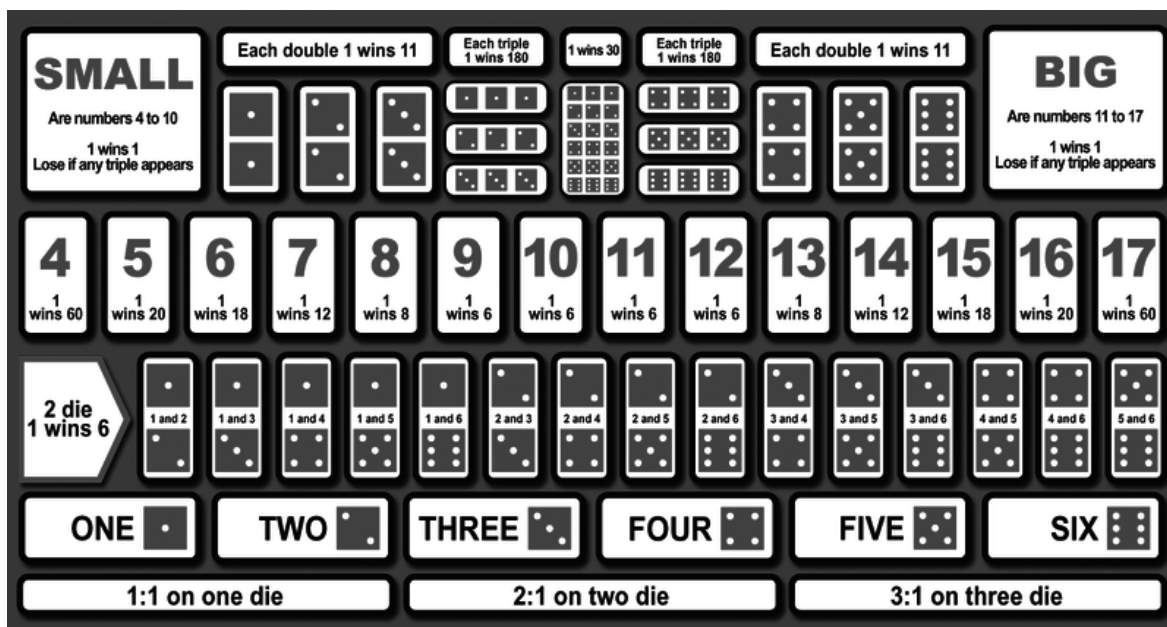 SMALL
Are numbers 4 to 10
1 wins 1
Lose if any triple appears
Each double 1 wins 11
Each triple
1 wins 180
1 wins 30
Each triple
1 wins 180
Each double 1 wins 11
BIG
Are numbers 11 to 17
1 wins 1
Lose if any triple appears
4
1
wins 60
5
1
wins 20
6
1
wins 18
7
1
wins 12
8
1
wins 8
9
1
wins 6
10
1
wins 6
11
1
wins 6
12
1
wins 6
13
1
wins 8
14
1
wins 12
15
1
wins 18
16
1
wins 20
17
1
wins 60
2 die
1 wins 6
1 and 2
1 and 3
1 and 4
1 and 5
1 and 6
2 and 3
2 and 4
2 and 5
2 and 6
3 and 4
3 and 5
3 and 6
4 and 5
4 and 6
5 and 6
ONE
TWO
THREE
FOUR
FIVE
SIX
1:1 on one die
2:1 on two die
3:1 on three die